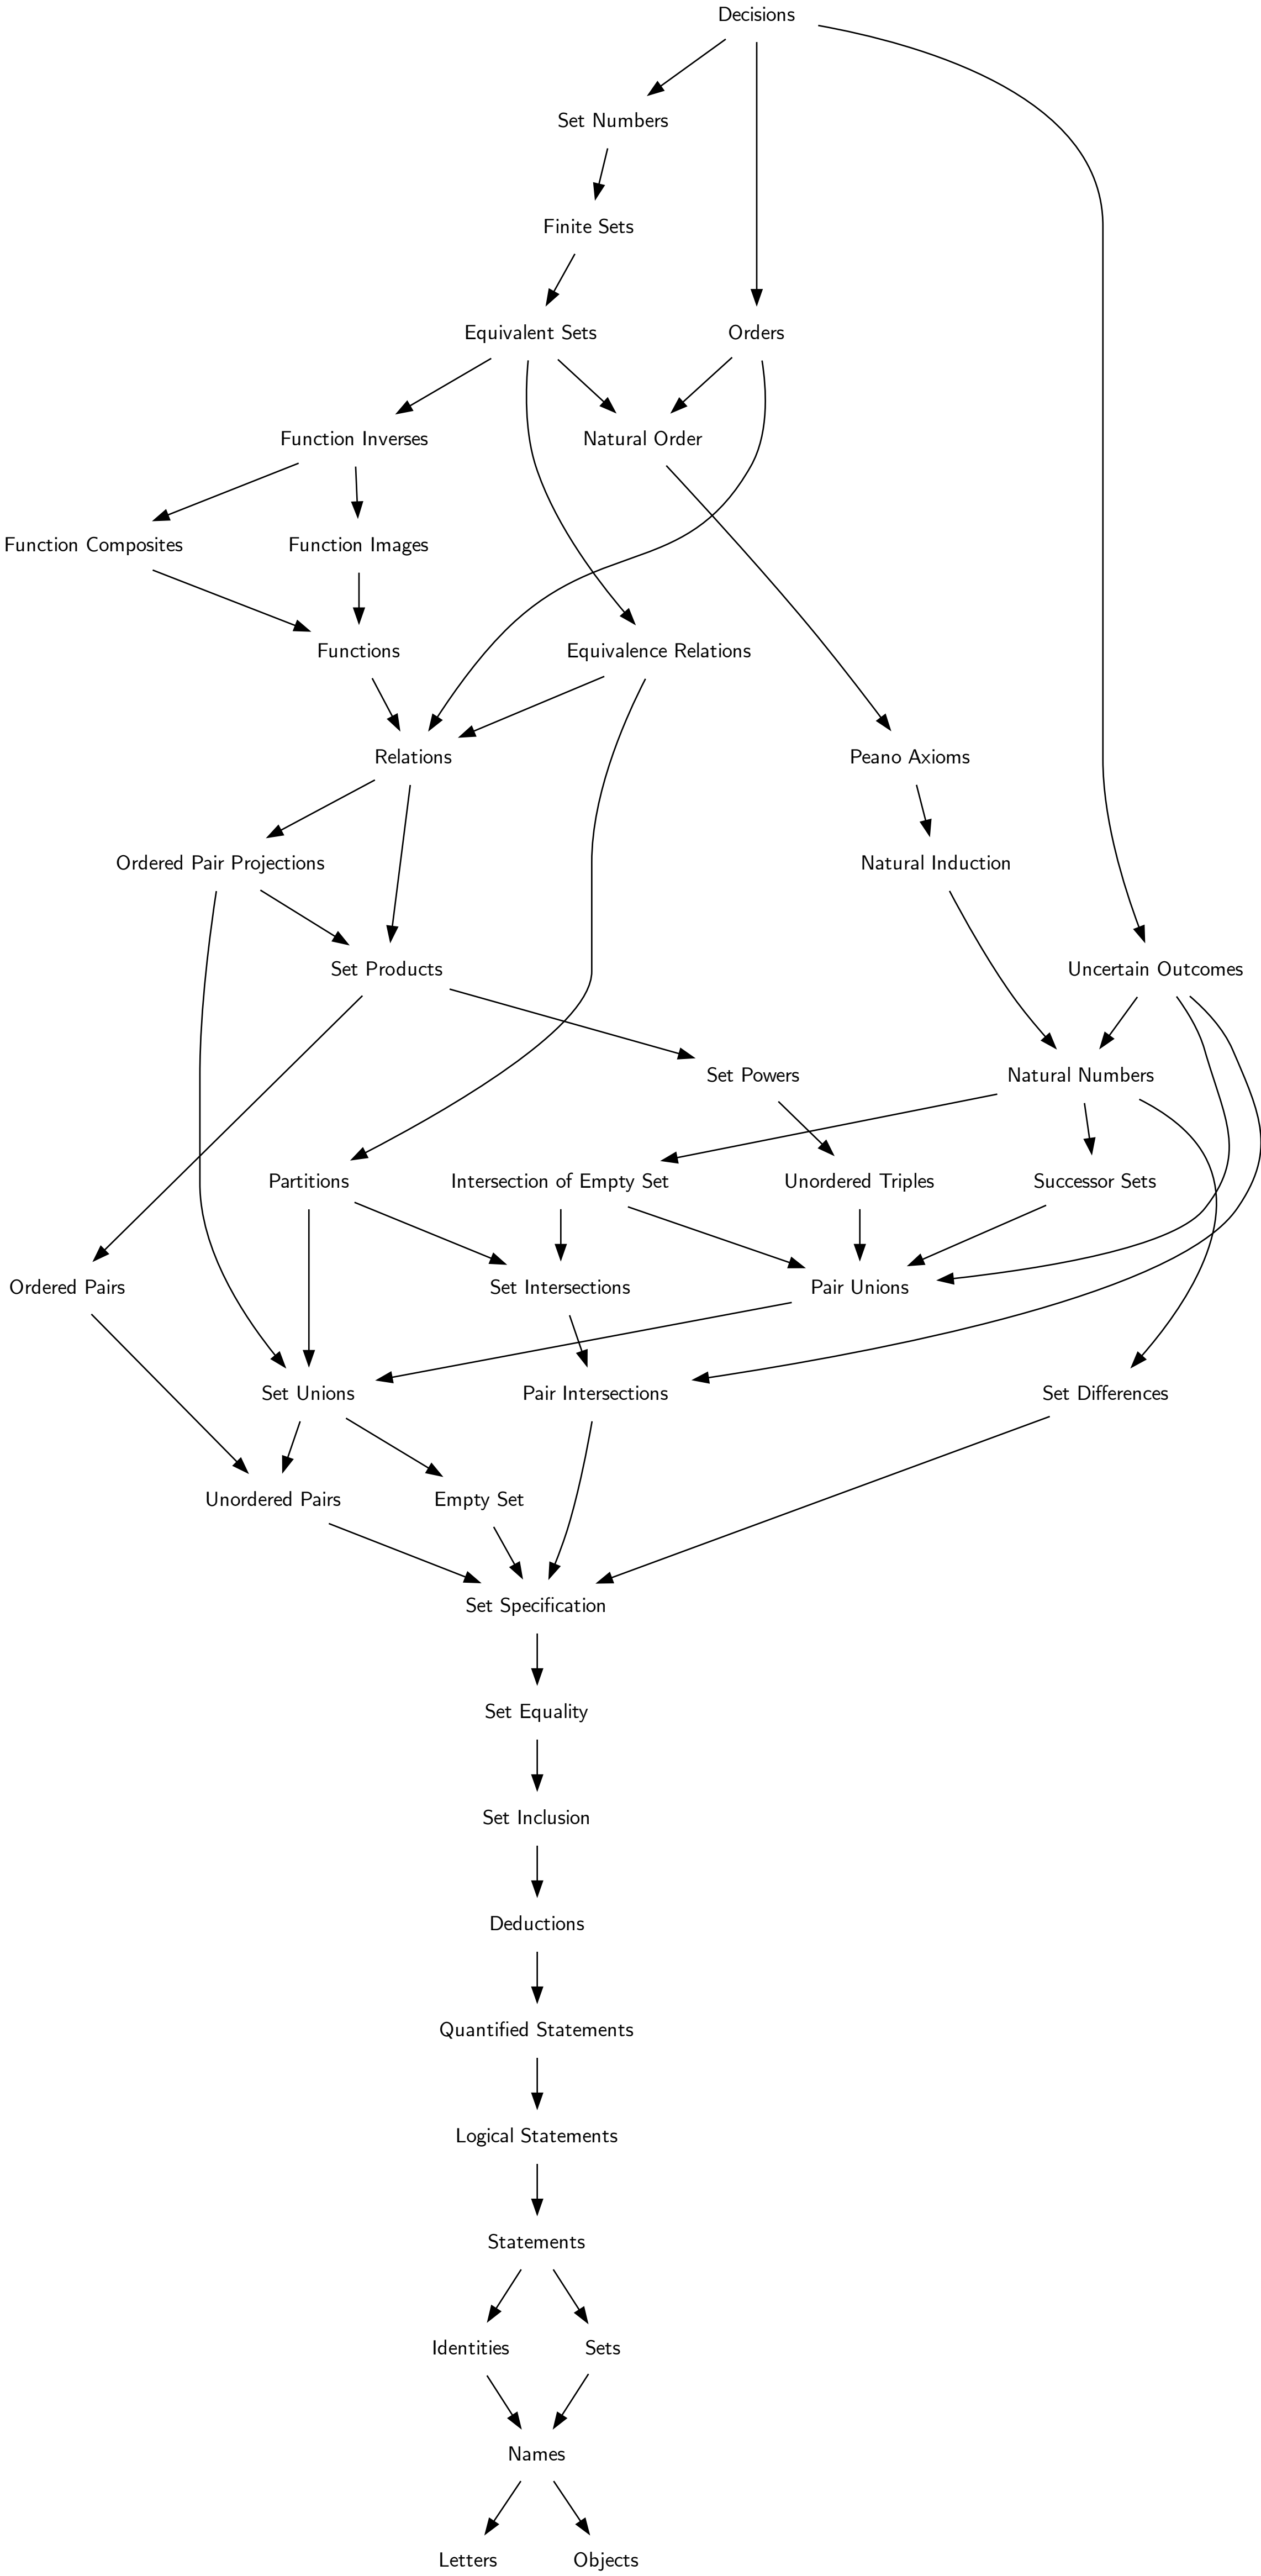 Decisions
Set Numbers
Finite Sets
Equivalent Sets
Orders
Function Inverses
Natural Order
Function Composites
Function Images
Functions
Equivalence Relations
Relations
Peano Axioms
Ordered Pair Projections
Natural Induction
Set Products
Uncertain Outcomes
Set Powers
Natural Numbers
Partitions
Intersection of Empty Set
Unordered Triples
Successor Sets
Ordered Pairs
Set Intersections
Pair Unions
Set Unions
Pair Intersections
Set Differences
Unordered Pairs
Empty Set
Set Specification
Set Equality
Set Inclusion
Deductions
Quantified Statements
Logical Statements
Statements
Identities
Sets
Names
Letters
Objects